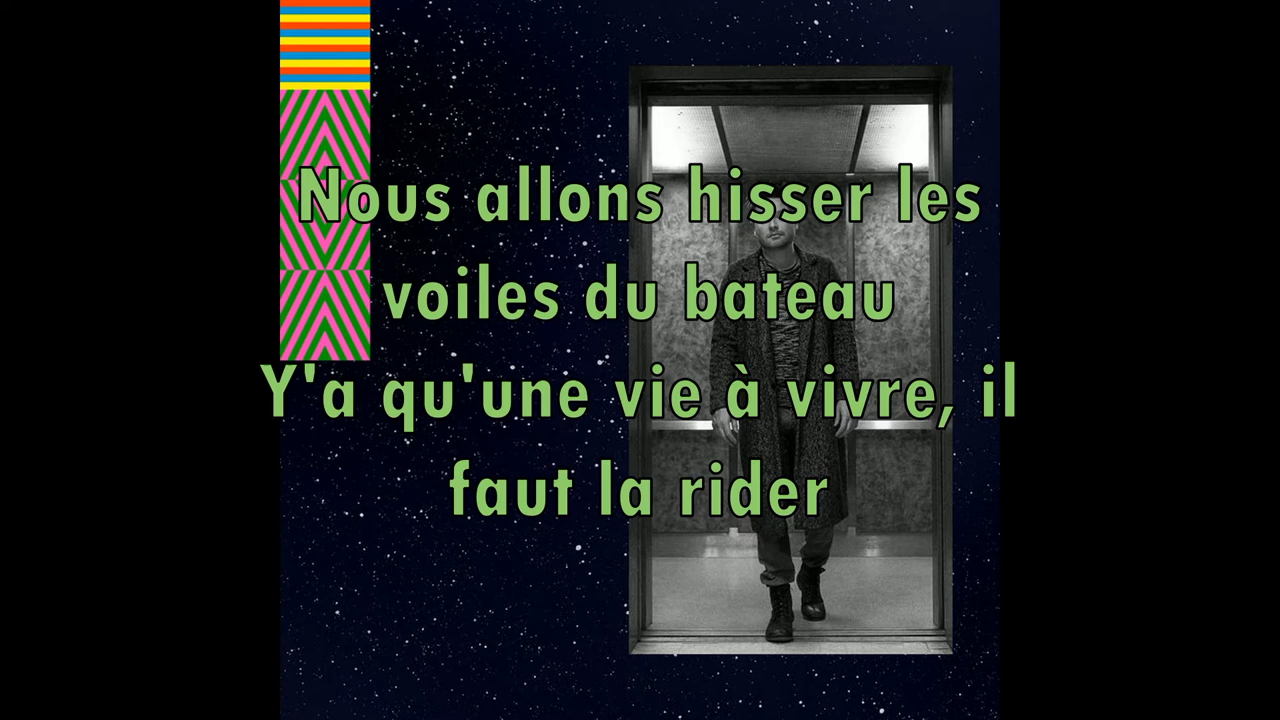 Nous allons hisser les
voiles du bateau
Y'a qu'une vie à vivre, il
faut la rider